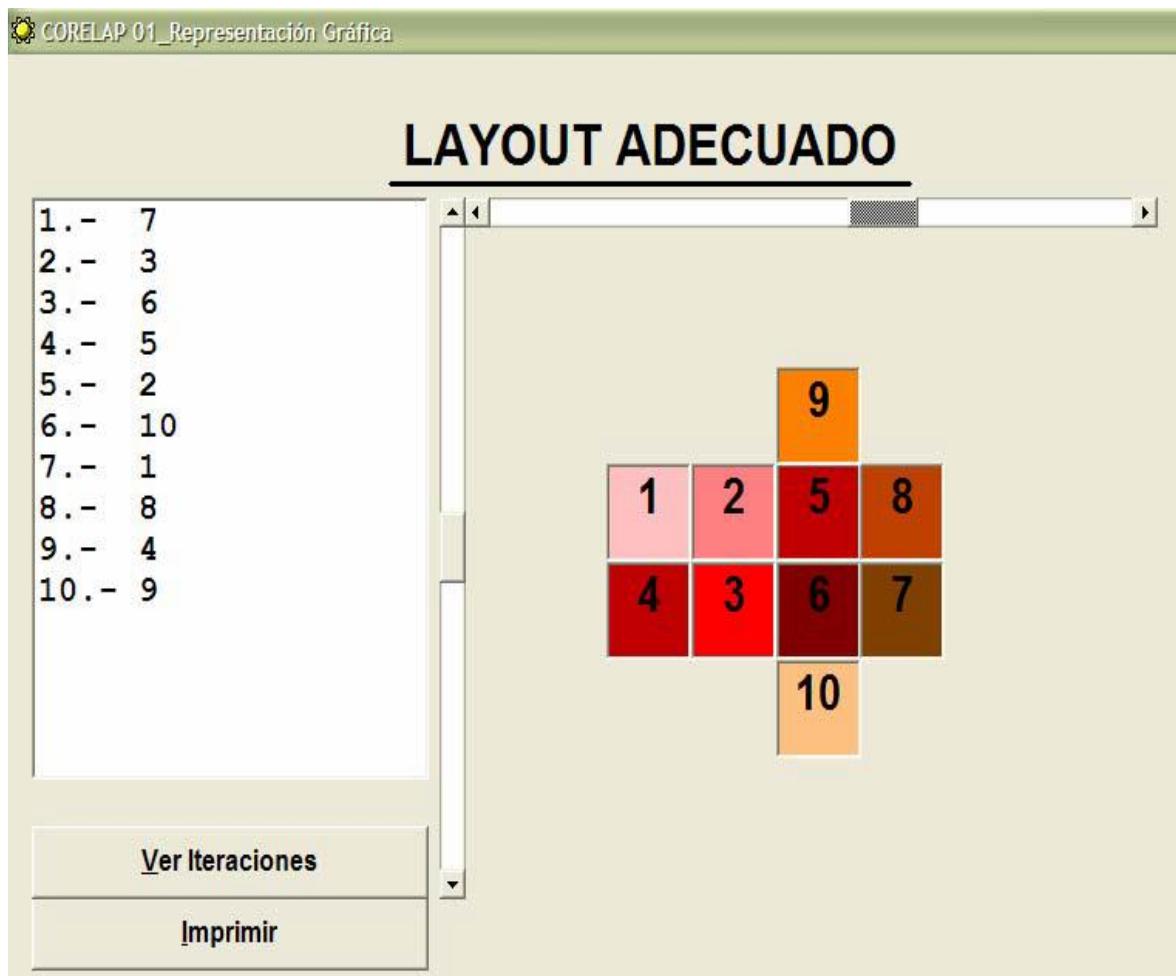 CORELAP 01_Representación Gráfica
LAYOUT ADECUADO
1.- 7
2.- 3
3.- 6
4.- 5
5.- 2
6.- 10
7.- 1
8.- 8
9.- 4
10.- 9
9
1 2 5 8
4 3 6 7
10
Ver Iteraciones
Imprimir